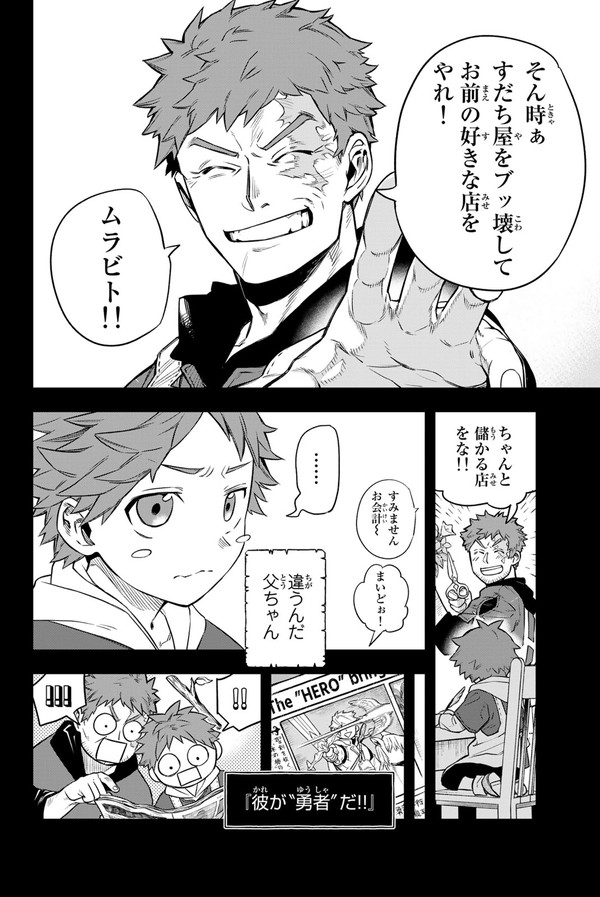 そん時ぁ
すだち屋をブッ壊して
お前の好きな店を
やれ!
ムラビト!!
ちゃんと
儲かる店
をな!!
すみません
お会計〜
まいどぉ!
……
違うんだ
父ちゃん
The "HERO" bring
『彼が“勇者”だ!!』
!!
!!!